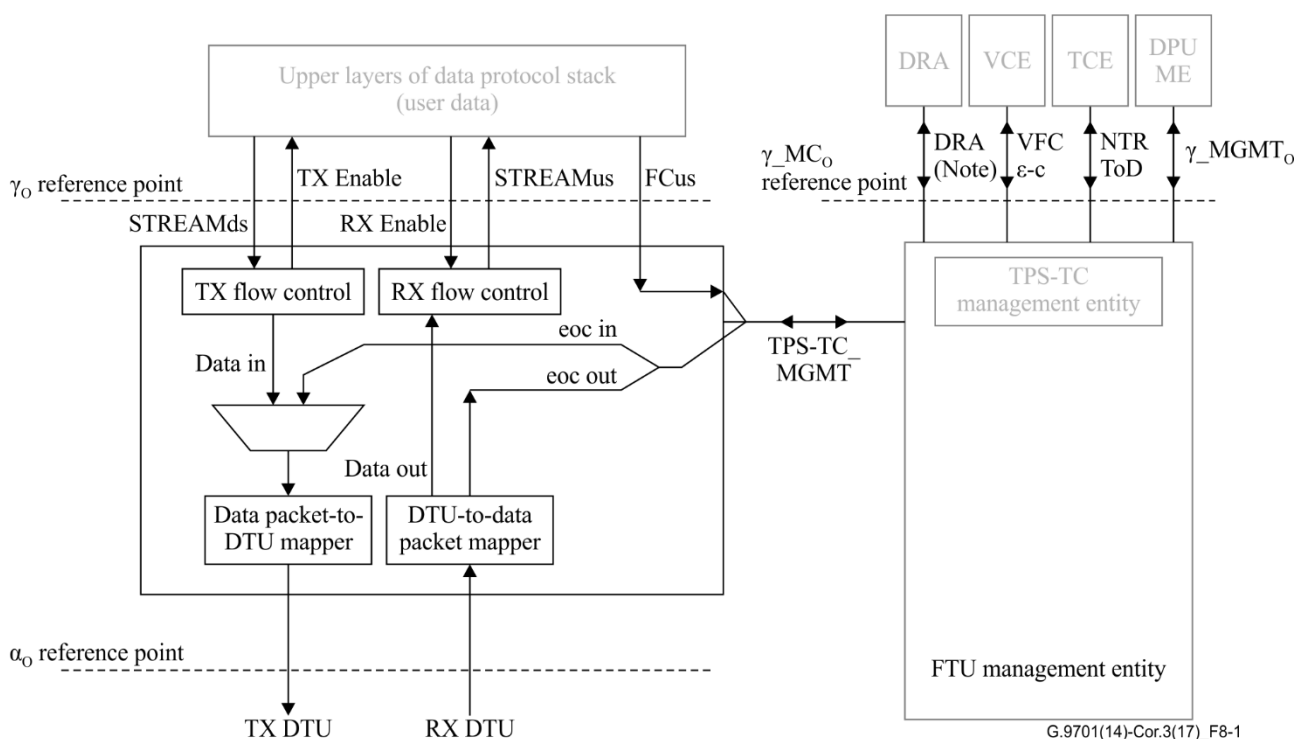 Upper layers of data protocol stack
(user data)
DRA
VCE
TCE
DPU
ME
γO reference point
TX Enable
STREAMus
FCus
γ_MCO
reference point
DRA
(Note)
VFC
ε-c
NTR
ToD
γ_MGMTO
STREAMds
RX Enable
TX flow control
RX flow control
TPS-TC
management entity
eoc in
Data in
eoc out
TPS-TC_
MGMT
Data out
Data packet-to-
DTU mapper
DTU-to-data
packet mapper
αO reference point
FTU management entity
TX DTU
RX DTU
G.9701(14)-Cor.3(17)_F8-1